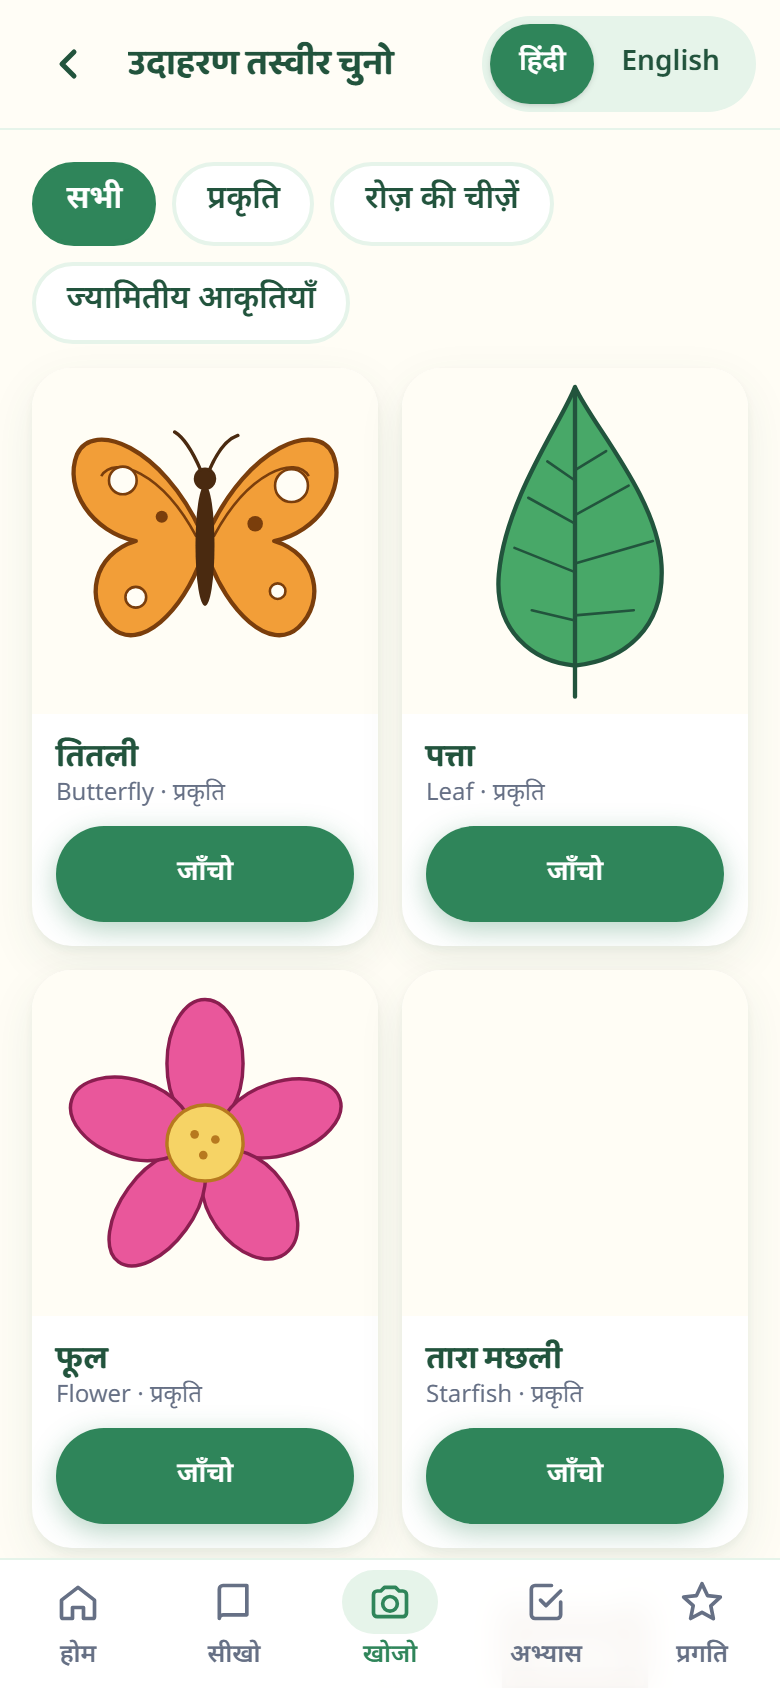 उदाहरण तस्वीर चुनो
हिंदी English
सभी प्रकृति रोज़ की चीज़ें
ज्यामितीय आकृतियाँ
तितली
Butterfly · प्रकृति
जाँचो
पत्ता
Leaf · प्रकृति
जाँचो
फूल
Flower · प्रकृति
जाँचो
तारा मछली
Starfish · प्रकृति
जाँचो
होम सीखो खोजो अभ्यास प्रगति